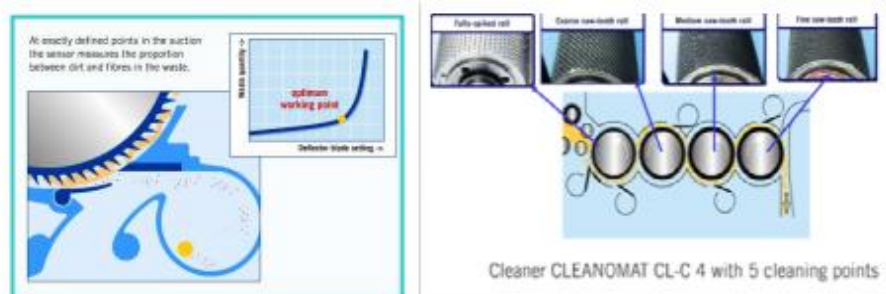 At exactly defined points in the suction
the sensor measures the proportion
between dirt and fibres in the waste.
Waste quantity →
optimum
working point
Deflector blade setting →
Fully-spiked roll
Coarse saw-tooth roll
Medium saw-tooth roll
Fine saw-tooth roll
Cleaner CLEANOMAT CL-C 4 with 5 cleaning points